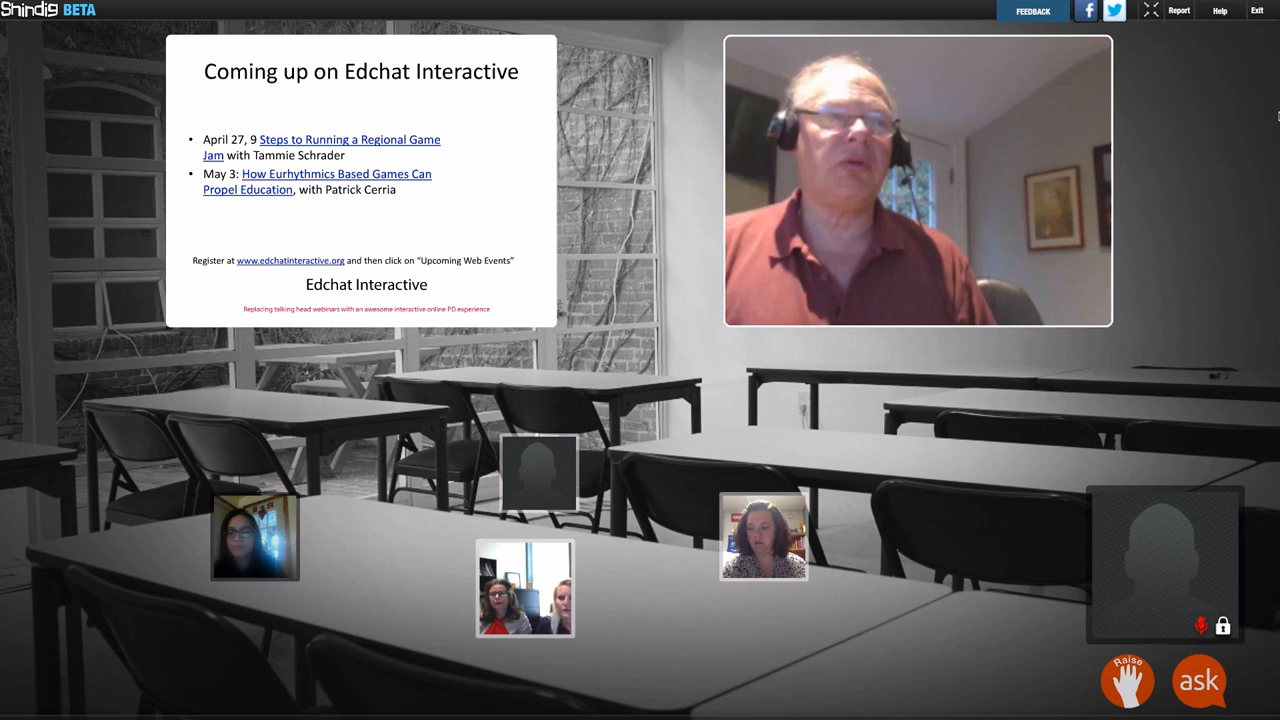 Shindig BETA
FEEDBACK
Report
Help
Exit
Coming up on Edchat Interactive
• April 27, 9 Steps to Running a Regional Game
Jam with Tammie Schrader
• May 3: How Eurhythmics Based Games Can
Propel Education, with Patrick Cerria
Register at www.edchatinteractive.org and then click on “Upcoming Web Events”
Edchat Interactive
Replacing talking head webinars with an awesome interactive online PD experience
Raise
ask